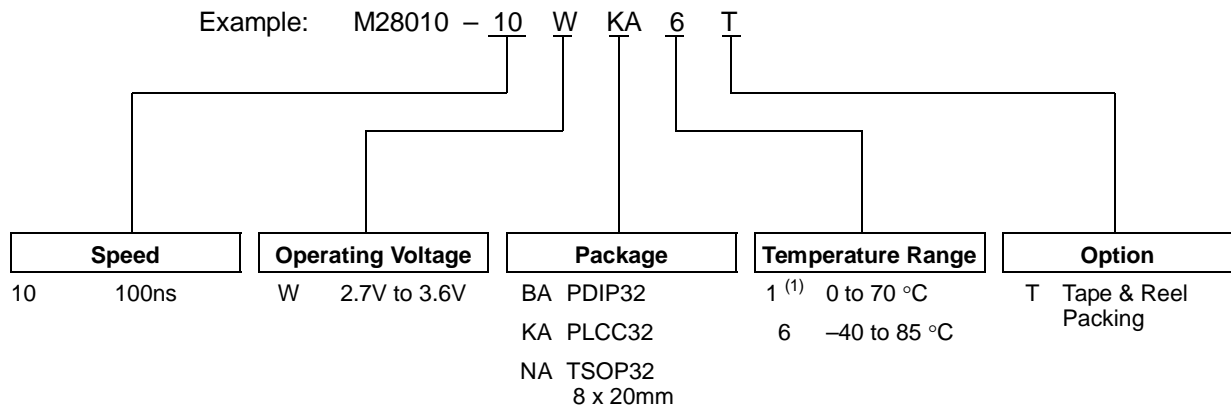 Example: M28010 – 10 W KA 6 T
Speed
10 100ns
Operating Voltage
W 2.7V to 3.6V
Package
BA PDIP32
KA PLCC32
NA TSOP32
8 x 20mm
Temperature Range
1 (1) 0 to 70 °C
6 –40 to 85 °C
Option
T Tape & Reel
Packing